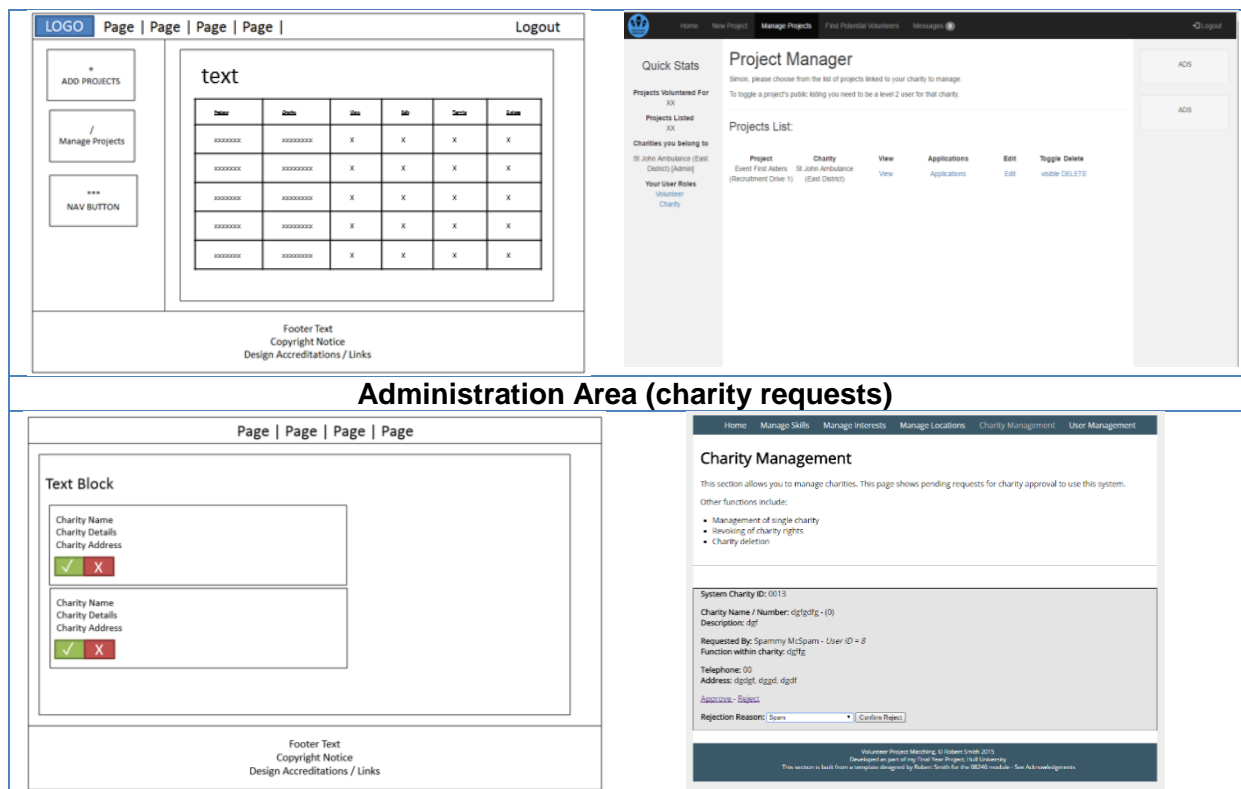 LOGO Page | Page | Page | Page | Logout
+
ADD PROJECTS
/
Manage Projects
***
NAV BUTTON
text
Project Charity View Edit Delete
xxxxxxxx xxxxxxxxx X X X X
xxxxxxxx xxxxxxxxx X X X X
xxxxxxxx xxxxxxxxx X X X X
xxxxxxxx xxxxxxxxx X X X X
xxxxxxxx xxxxxxxxx X X X X
Footer Text
Copyright Notice
Design Accreditations / Links
Home New Project Manage Projects Find Potential Volunteers Messages Logout
Quick Stats
Projects Voluntered For
XX
Projects Listed
XX
Charities you belong to
St John Ambulance (East
District) [Admin]
Your User Roles
Volunteer
Charity
Project Manager
Simon, please choose from the list of projects linked to your charity to manage.
To toggle a project's public listing you need to be a level 2 user for that charity.
Projects List:
Project Charity View Applications Edit Toggle Delete
Event First Aiders St John Ambulance View Applications Edit visible DELETE
(Recruitment Drive 1) (East District)
ADS
ADS
Administration Area (charity requests)
Page | Page | Page | Page
Text Block
Charity Name
Charity Details
Charity Address
✓ X
Charity Name
Charity Details
Charity Address
✓ X
Footer Text
Copyright Notice
Design Accreditations / Links
Home Manage Skills Manage Interests Manage Locations Charity Management User Management
Charity Management
This section allows you to manage charities. This page shows pending requests for charity approval to use this system.
Other functions include:
▪ Management of single charity
▪ Revoking of charity rights
▪ Charity deletion
System Charity ID: 0013
Charity Name / Number: dgfgdfg - (0)
Description: dgf
Requested By: Spammy McSpam - User ID = 8
Function within charity: dgffg
Telephone: 00
Address: dgdgf, dggd, dgdf
Approve - Reject
Rejection Reason: Spam Confirm Reject
Volunteer Project Matching, © Robert Smith 2015
Developed as part of my Final Year Project, Hull University
This section is built from a template designed by Robert Smith for the 08246 module - See Acknowledgments